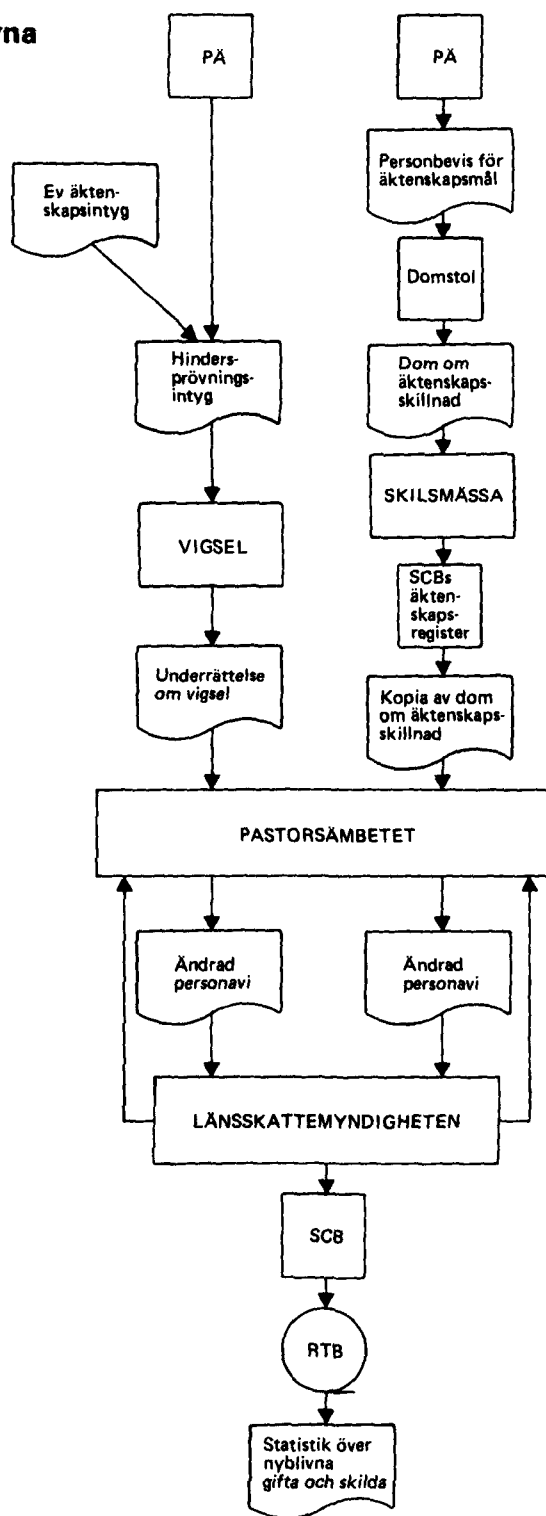 PÄ
PÄ
Ev äkten-
skapsintyg
Personbevis för
äktenskapsmål
Domstol
Hinders-
prövnings-
intyg
Dom om
äktenskaps-
skillnad
VIGSEL
SKILSMÄSSA
SCBs
äkten-
skaps-
register
Underrättelse
om vigsel
Kopia av dom
om äktenskaps-
skillnad
PASTORSÄMBETET
Ändrad
personavi
Ändrad
personavi
LÄNSSKATTEMYNDIGHETEN
SCB
RTB
Statistik över
nyblivna
gifta och skilda